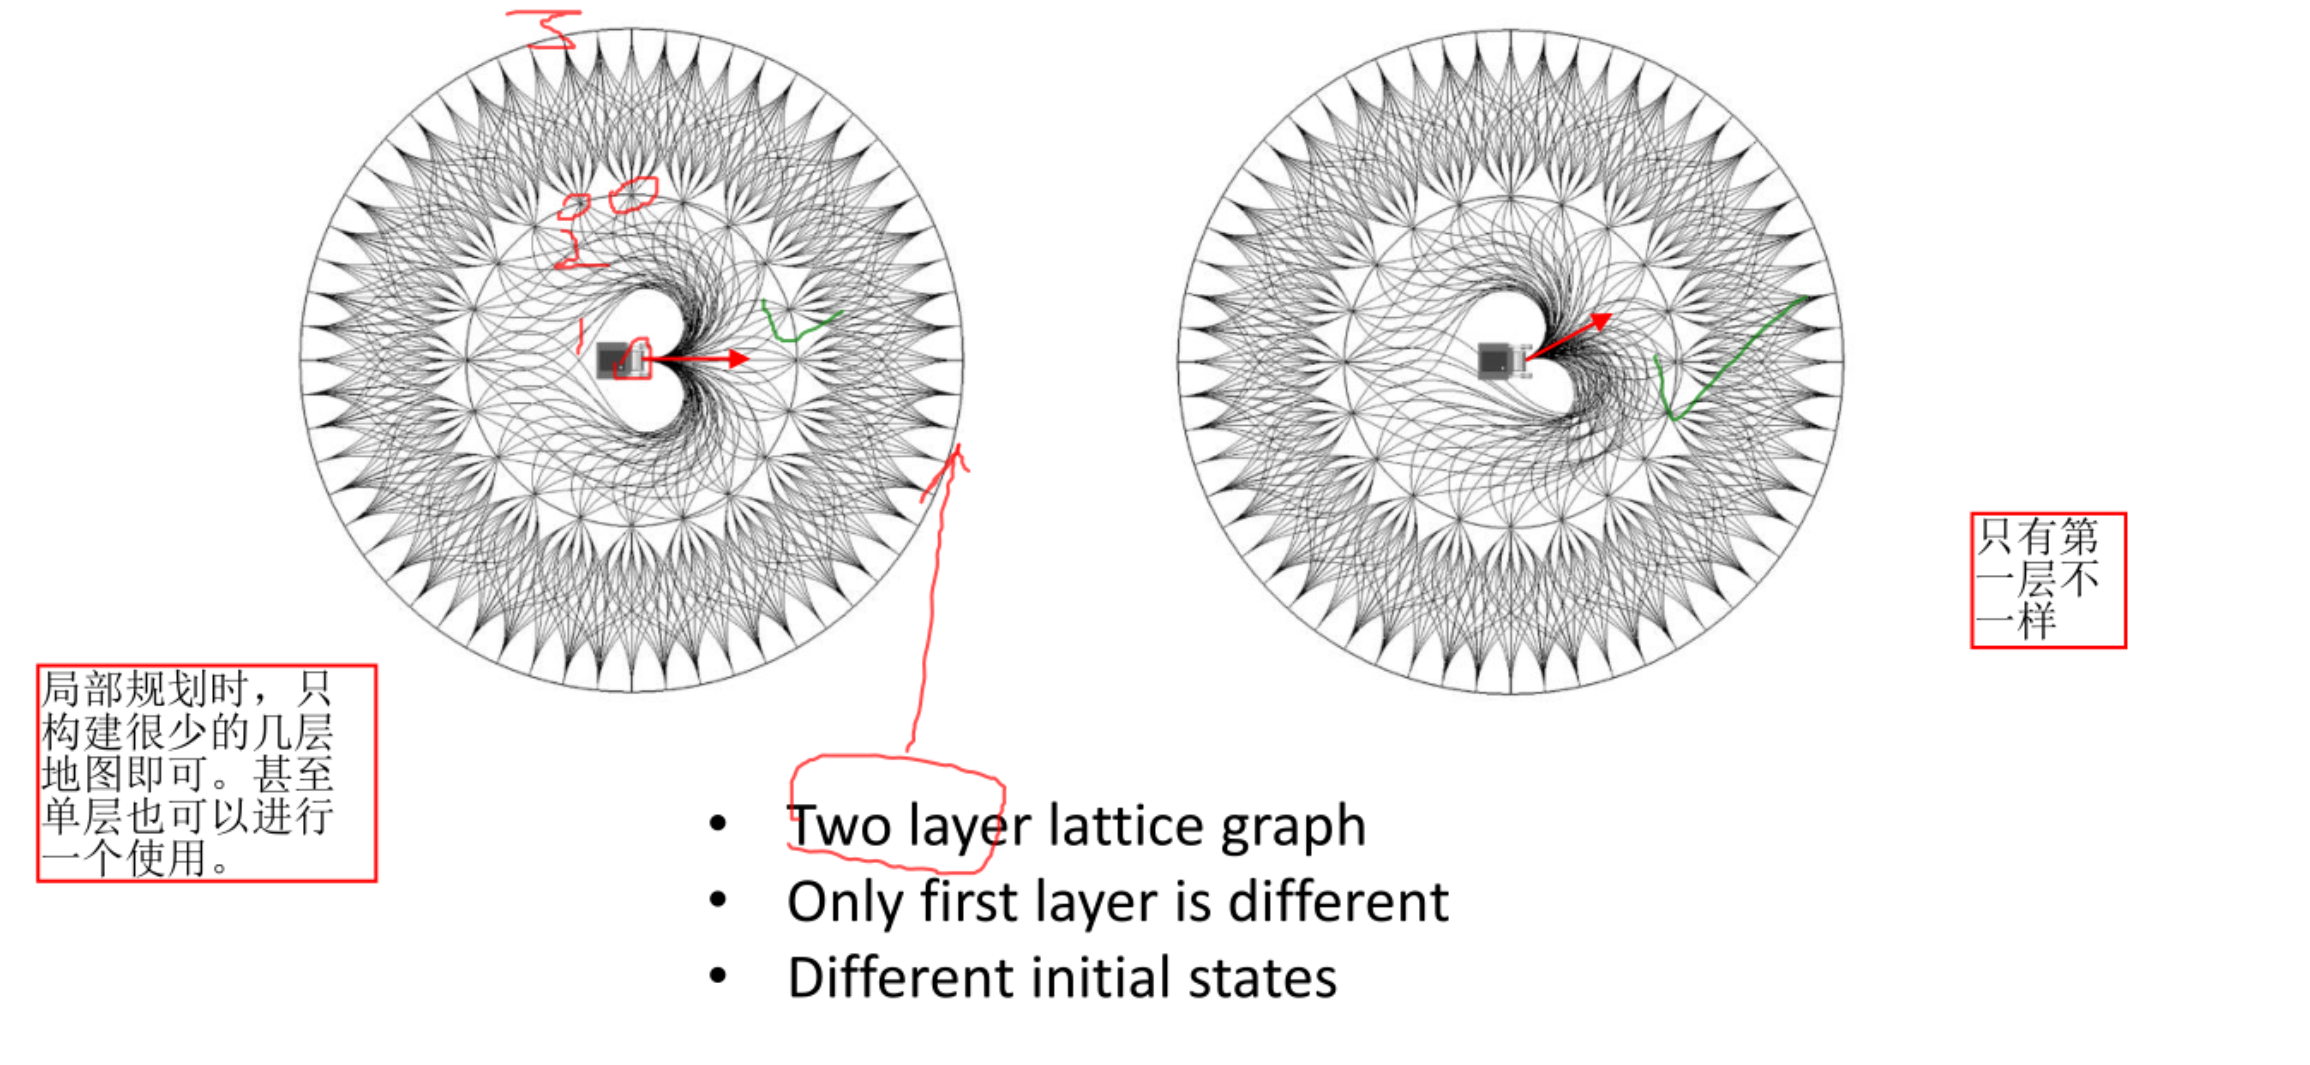 只有第
一层不
一样
局部规划时，只
构建很少的几层
地图即可。甚至
单层也可以进行
一个使用。
• Two layer lattice graph
• Only first layer is different
• Different initial states